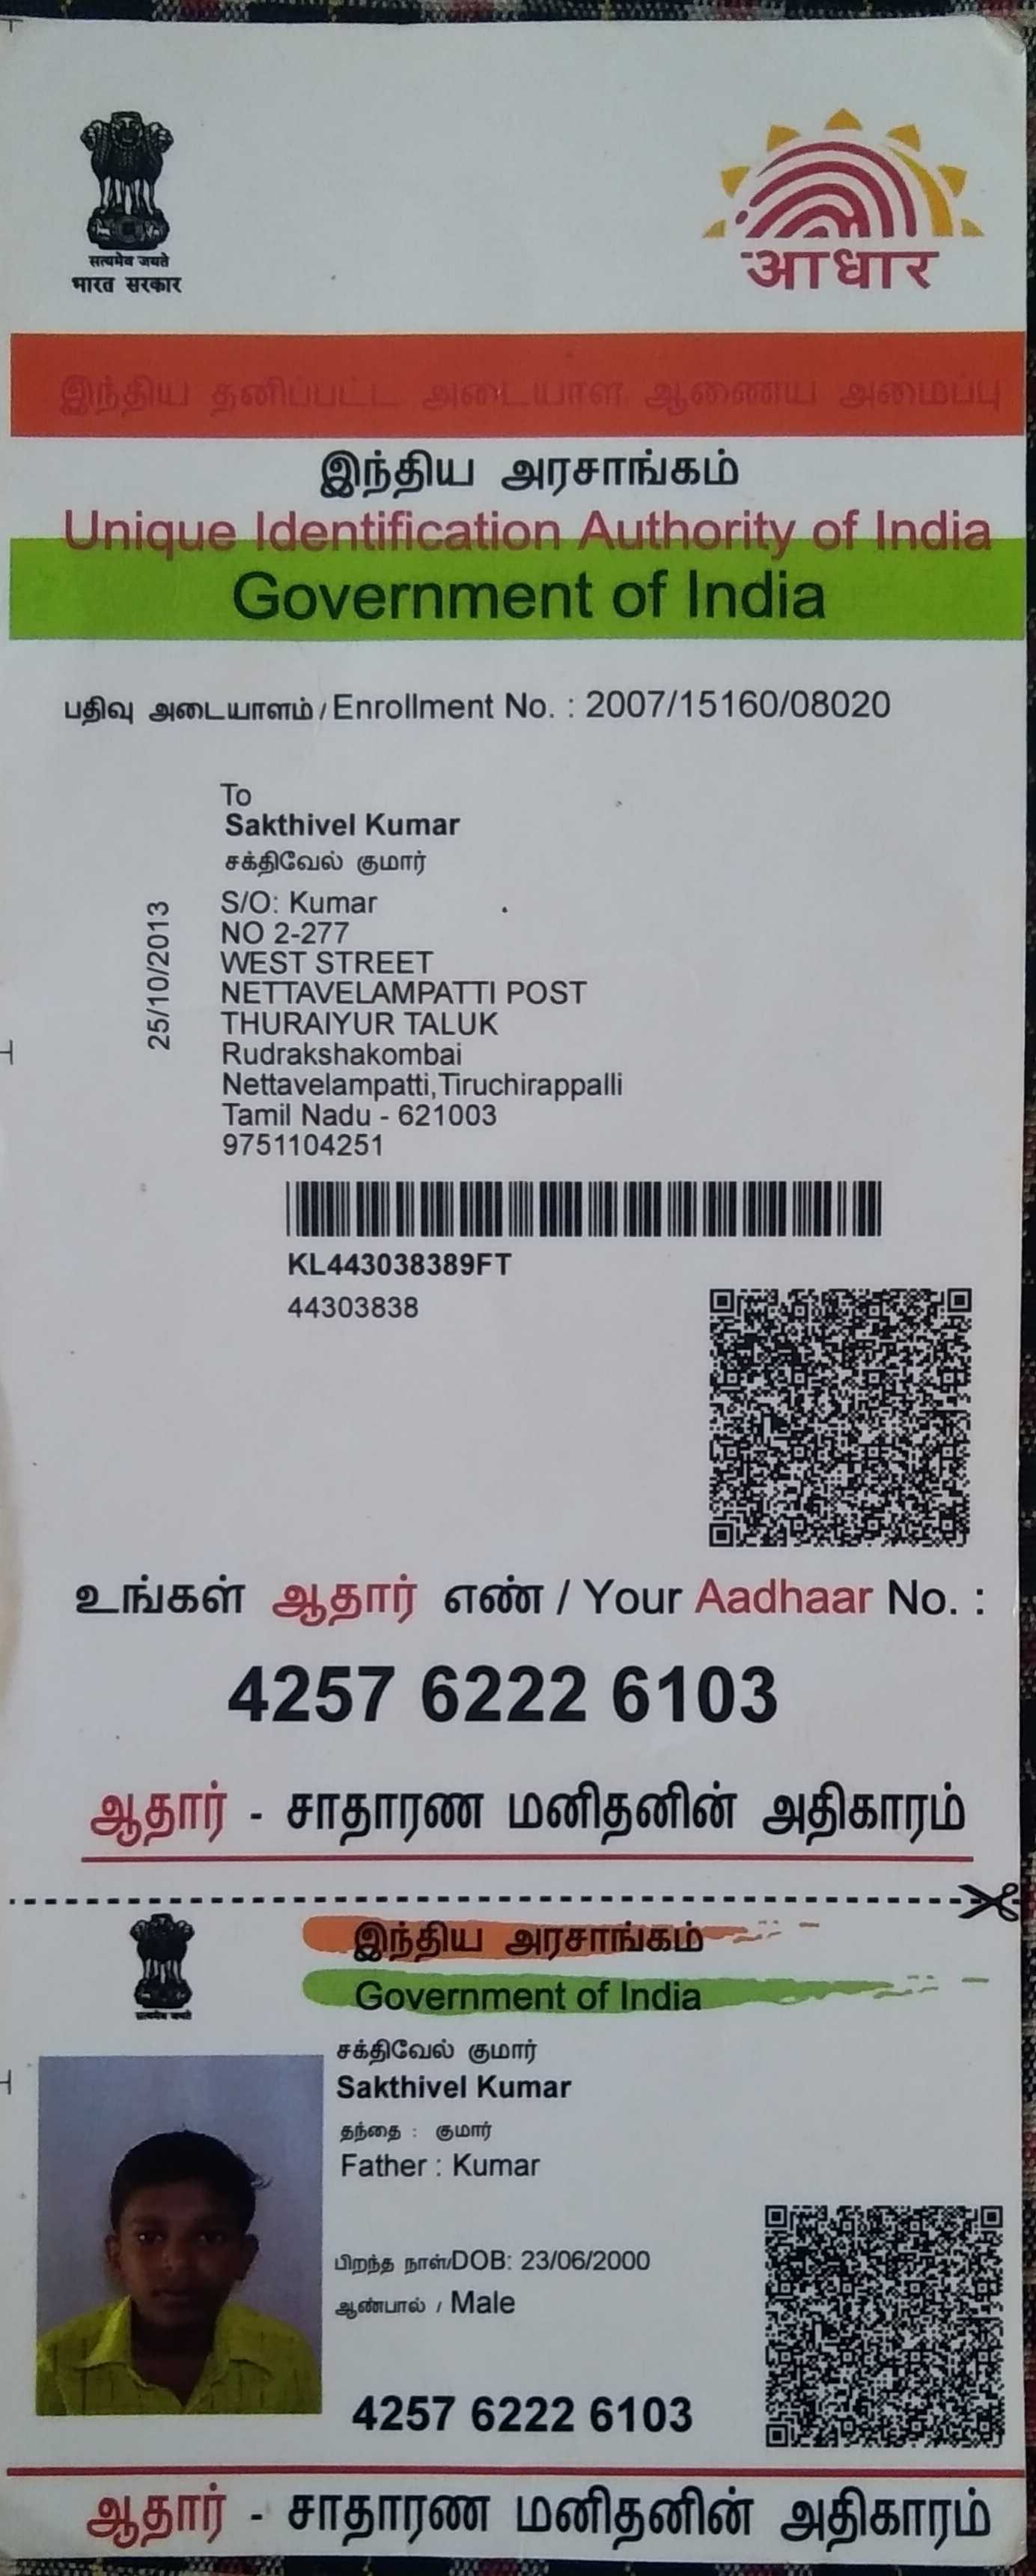 सत्यमेव जयते
भारत सरकार
आधार
இந்திய தனிப்பட்ட அடையாள ஆணைய அமைப்பு
இந்திய அரசாங்கம்
Unique Identification Authority of India
Government of India
பதிவு அடையாளம் / Enrollment No. : 2007/15160/08020
To
Sakthivel Kumar
சக்திவேல் குமார்
S/O: Kumar
NO 2-277
WEST STREET
NETTAVELAMPATTI POST
THURAIYUR TALUK
Rudrakshakombai
Nettavelampatti,Tiruchirappalli
Tamil Nadu - 621003
9751104251
25/10/2013
KL443038389FT
44303838
உங்கள் ஆதார் எண் / Your Aadhaar No. :
4257 6222 6103
ஆதார் - சாதாரண மனிதனின் அதிகாரம்
இந்திய அரசாங்கம்
Government of India
सत्यमेव जयते
சக்திவேல் குமார்
Sakthivel Kumar
தந்தை : குமார்
Father : Kumar
பிறந்த நாள்/DOB: 23/06/2000
ஆண்பால் / Male
4257 6222 6103
ஆதார் - சாதாரண மனிதனின் அதிகாரம்